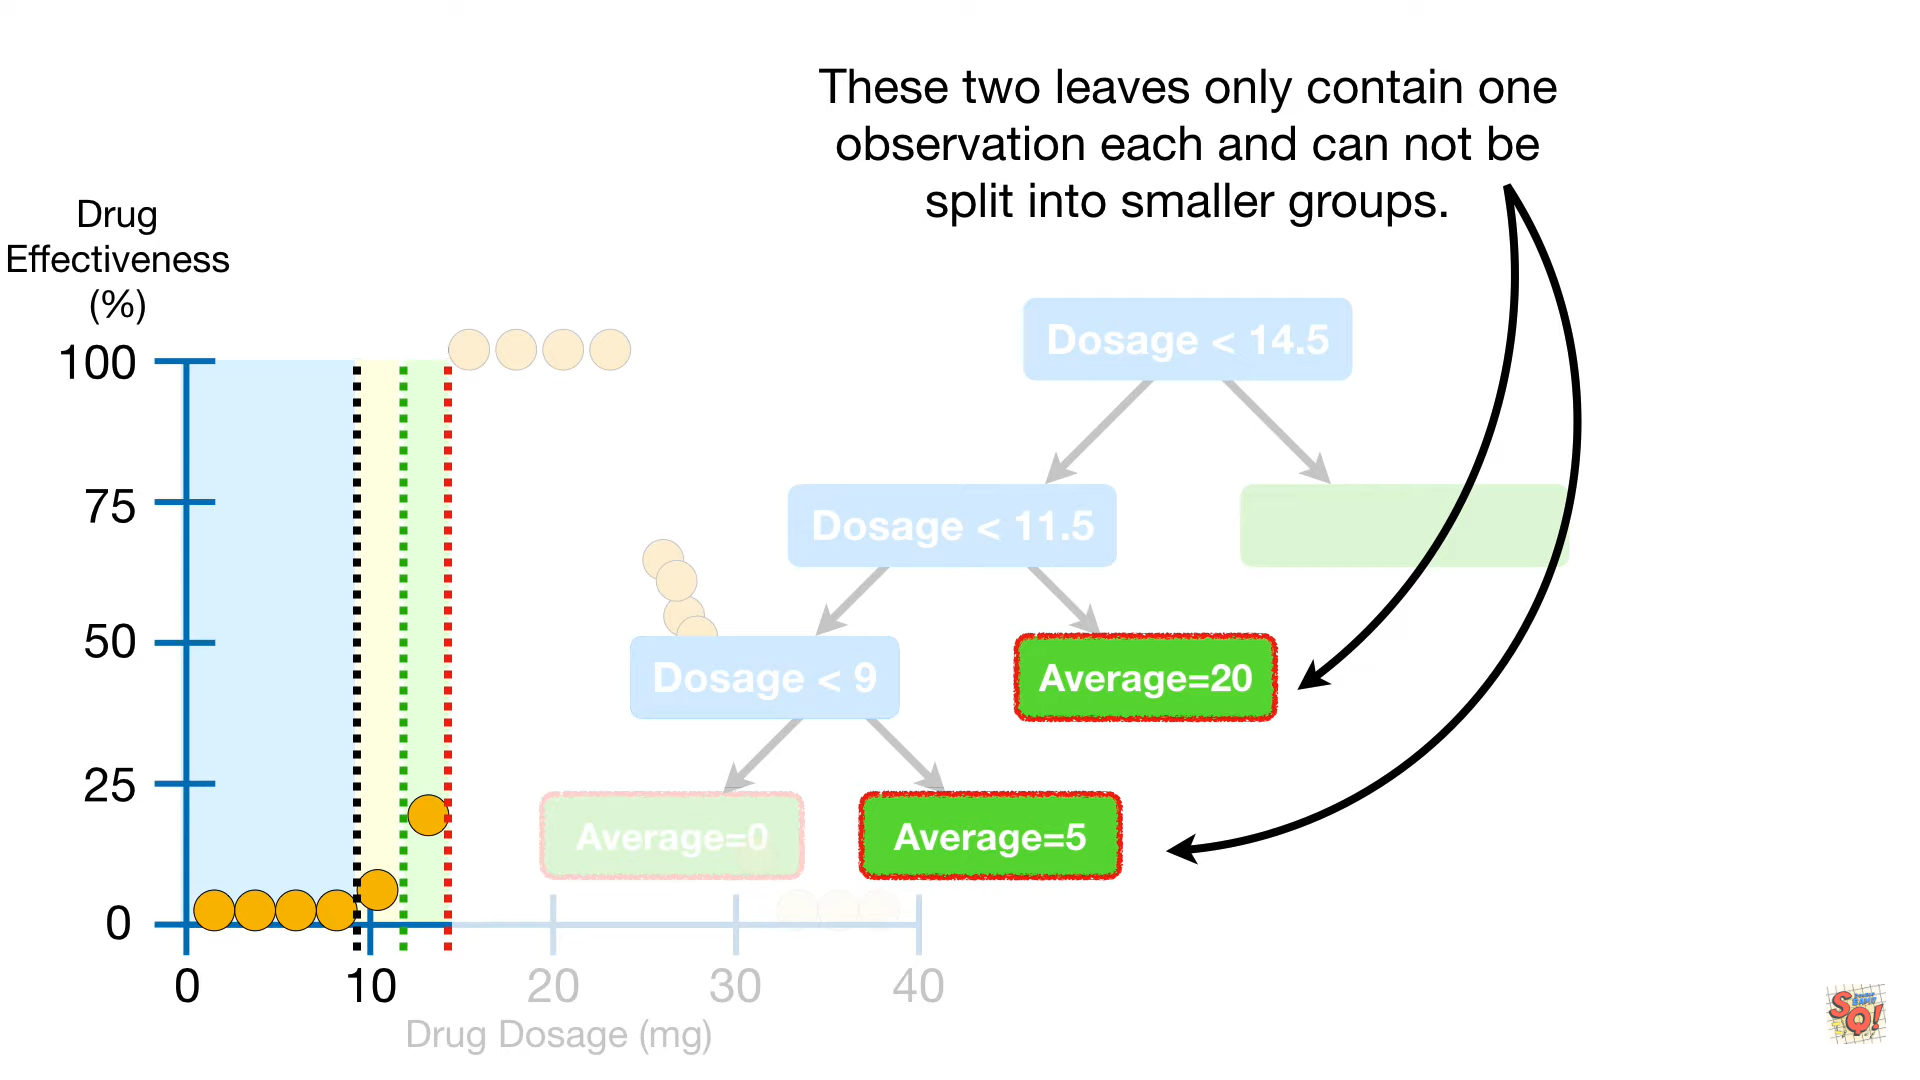 These two leaves only contain one
observation each and can not be
split into smaller groups.
Drug
Effectiveness
(%)
100
75
50
25
0
0
10
20
30
40
Drug Dosage (mg)
Dosage < 14.5
Dosage < 11.5
Dosage < 9
Average=20
Average=0
Average=5
SQ!